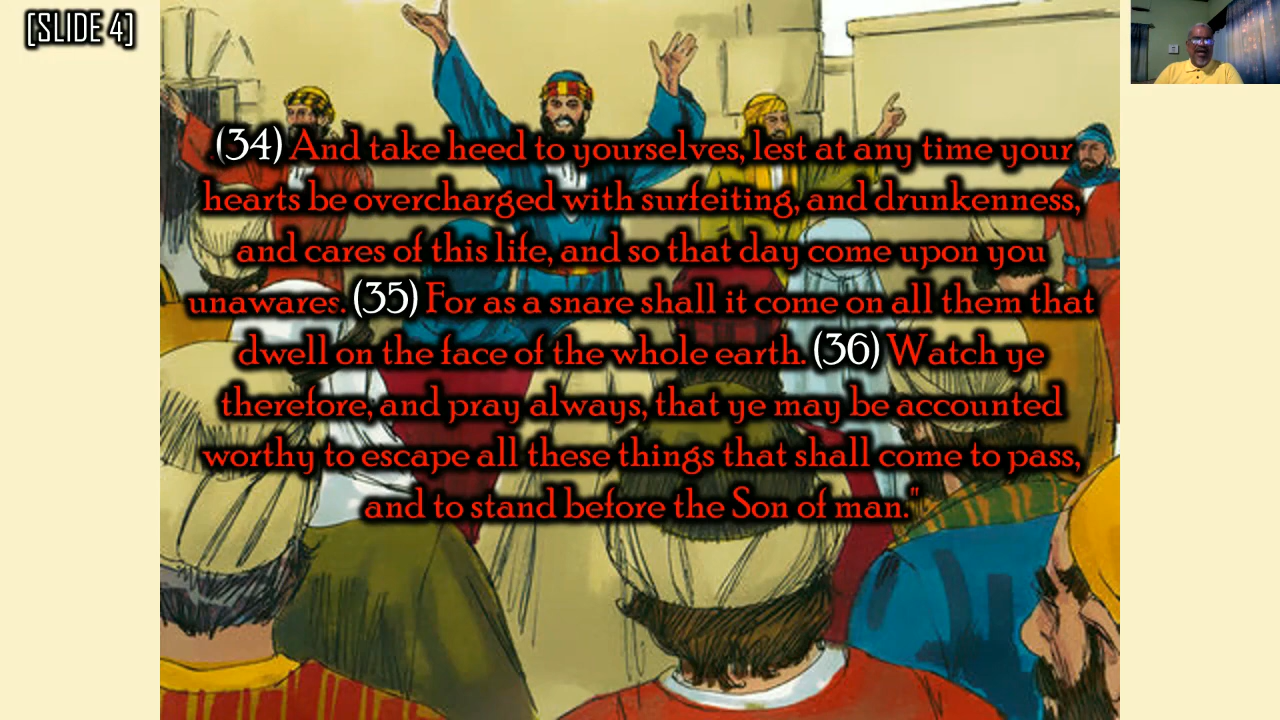 [SLIDE 4]
(34) And take heed to yourselves, lest at any time your
hearts be overcharged with surfeiting, and drunkenness,
and cares of this life, and so that day come upon you
unawares. (35) For as a snare shall it come on all them that
dwell on the face of the whole earth. (36) Watch ye
therefore, and pray always, that ye may be accounted
worthy to escape all these things that shall come to pass,
and to stand before the Son of man."